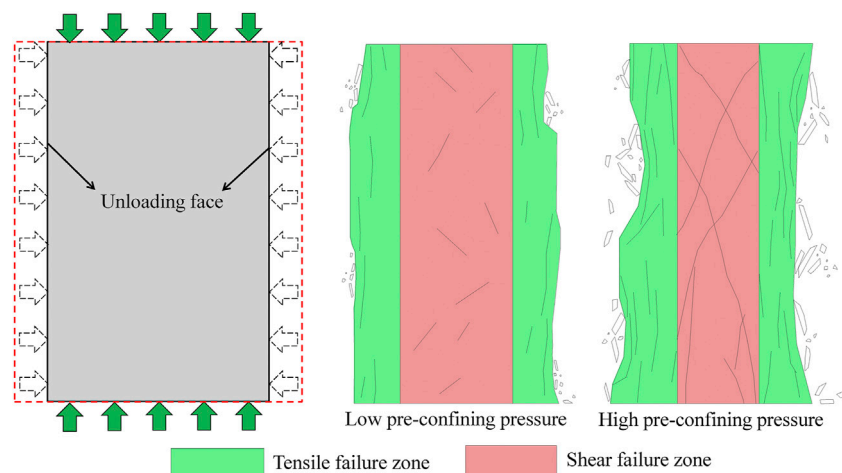 Unloading face
Low pre-confining pressure
High pre-confining pressure
Tensile failure zone
Shear failure zone